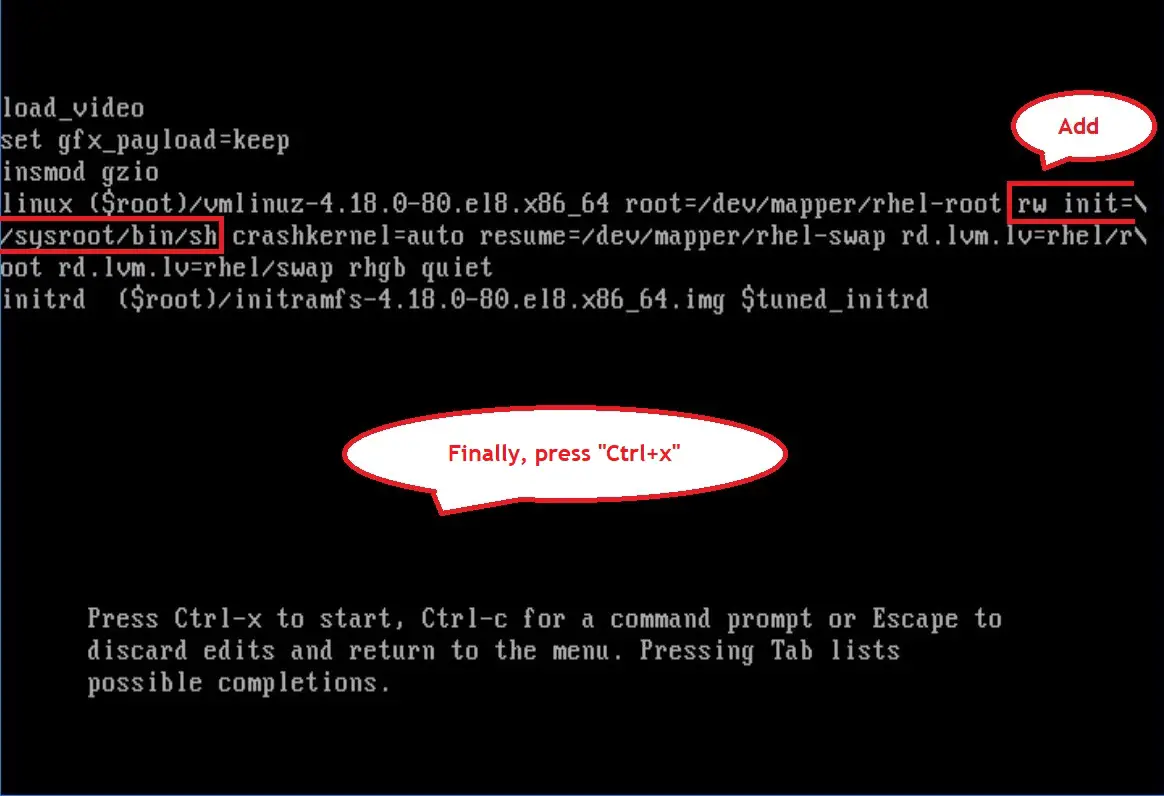 load_video
set gfx_payload=keep
insmod gzio
Add
linux ($root)/vmlinuz-4.18.0-80.el8.x86_64 root=/dev/mapper/rhel-root rw init=\
/sysroot/bin/sh crashkernel=auto resume=/dev/mapper/rhel-swap rd.lvm.lv=rhel/r\
oot rd.lvm.lv=rhel/swap rhgb quiet
initrd  ($root)/initramfs-4.18.0-80.el8.x86_64.img $tuned_initrd
Finally, press "Ctrl+x"
Press Ctrl-x to start, Ctrl-c for a command prompt or Escape to
discard edits and return to the menu. Pressing Tab lists
possible completions.